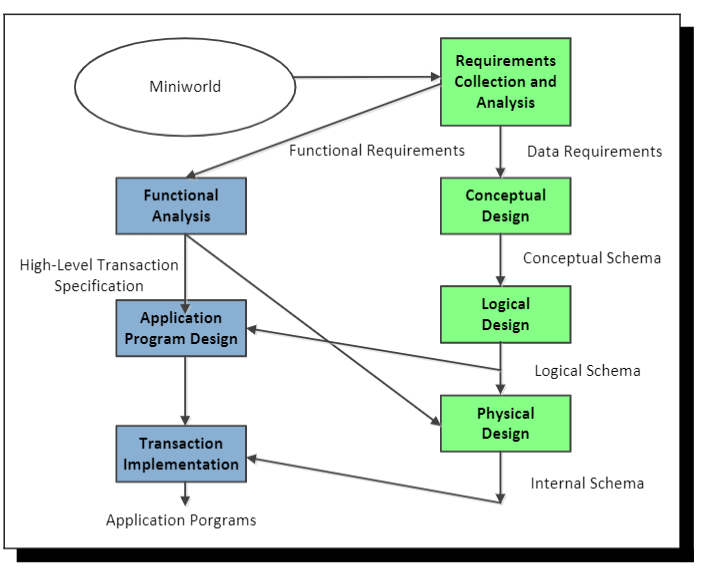 Miniworld
Requirements
Collection and
Analysis
Functional Requirements
Data Requirements
Functional
Analysis
Conceptual
Design
High-Level Transaction
Specification
Conceptual Schema
Application
Program Design
Logical
Design
Logical Schema
Transaction
Implementation
Physical
Design
Internal Schema
Application Porgrams